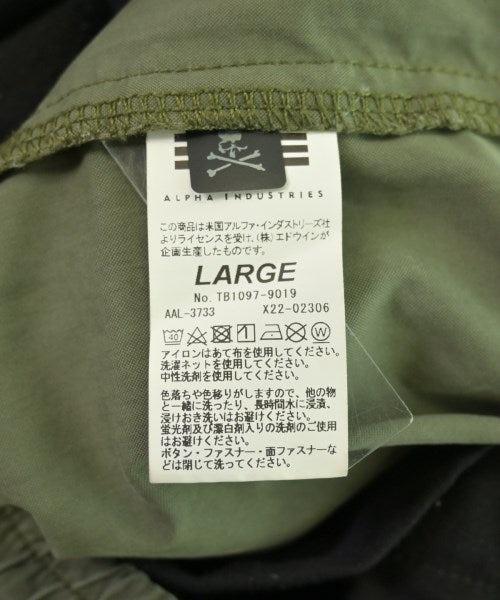 ALPHA INDUSTRIES
この商品は米国アルファ・インダストリーズ社
よりライセンスを受け、(株)エドウインが
企画生産したものです。
LARGE
No. TB1097-9019
AAL-3733 X22-02306
40 W
アイロンはあて布を使用してください。
洗濯ネットを使用してください。
中性洗剤を使用してください。
色落ちや色移りがしますので、他の物
と一緒に洗ったり、長時間水に浸漬、
浸けおき洗いはお避けください。
蛍光剤及び漂白剤入りの洗剤のご使用
はお避けください。
ボタン・ファスナー・面ファスナーな
どは閉じて洗ってください。